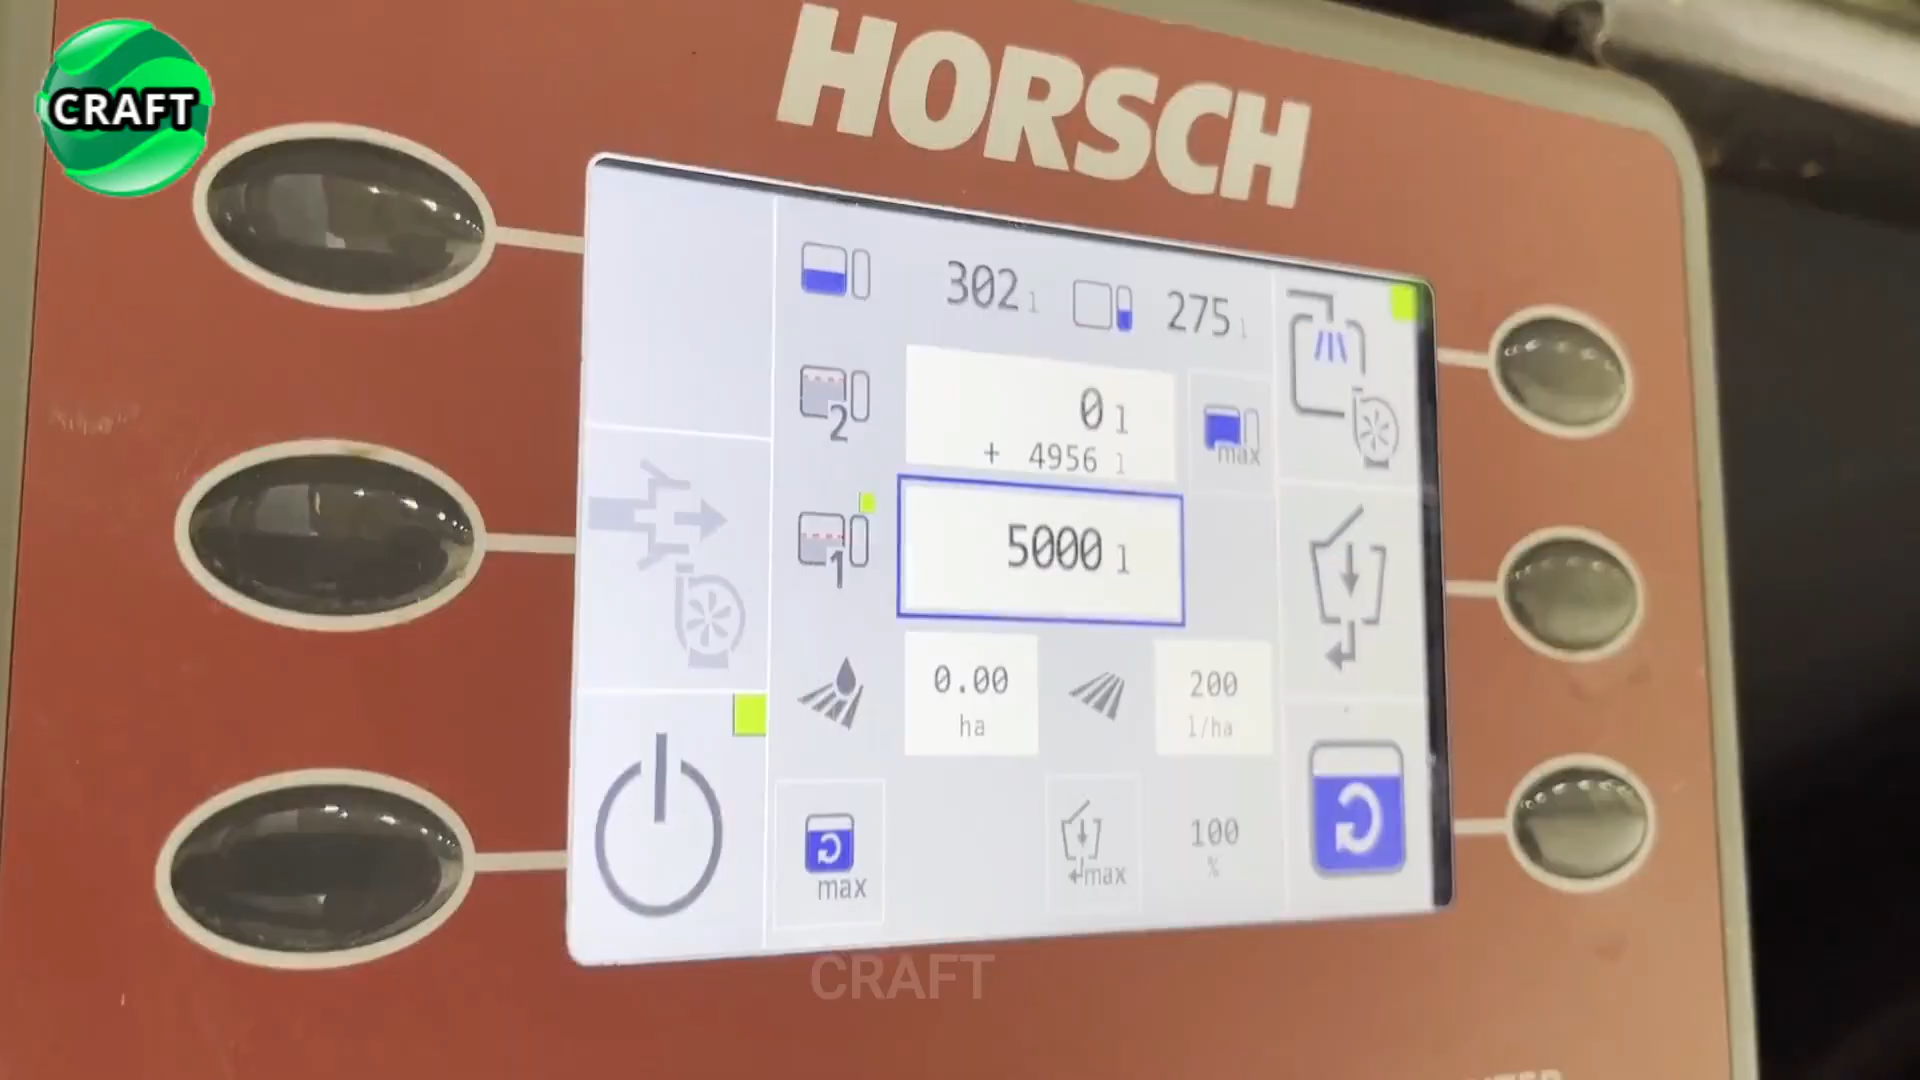 CRAFT
HORSCH
302 l 275 l
2 0 l
+ 4956 l
max
1 5000 l
0.00 200
ha l/ha
100
max max %
CRAFT